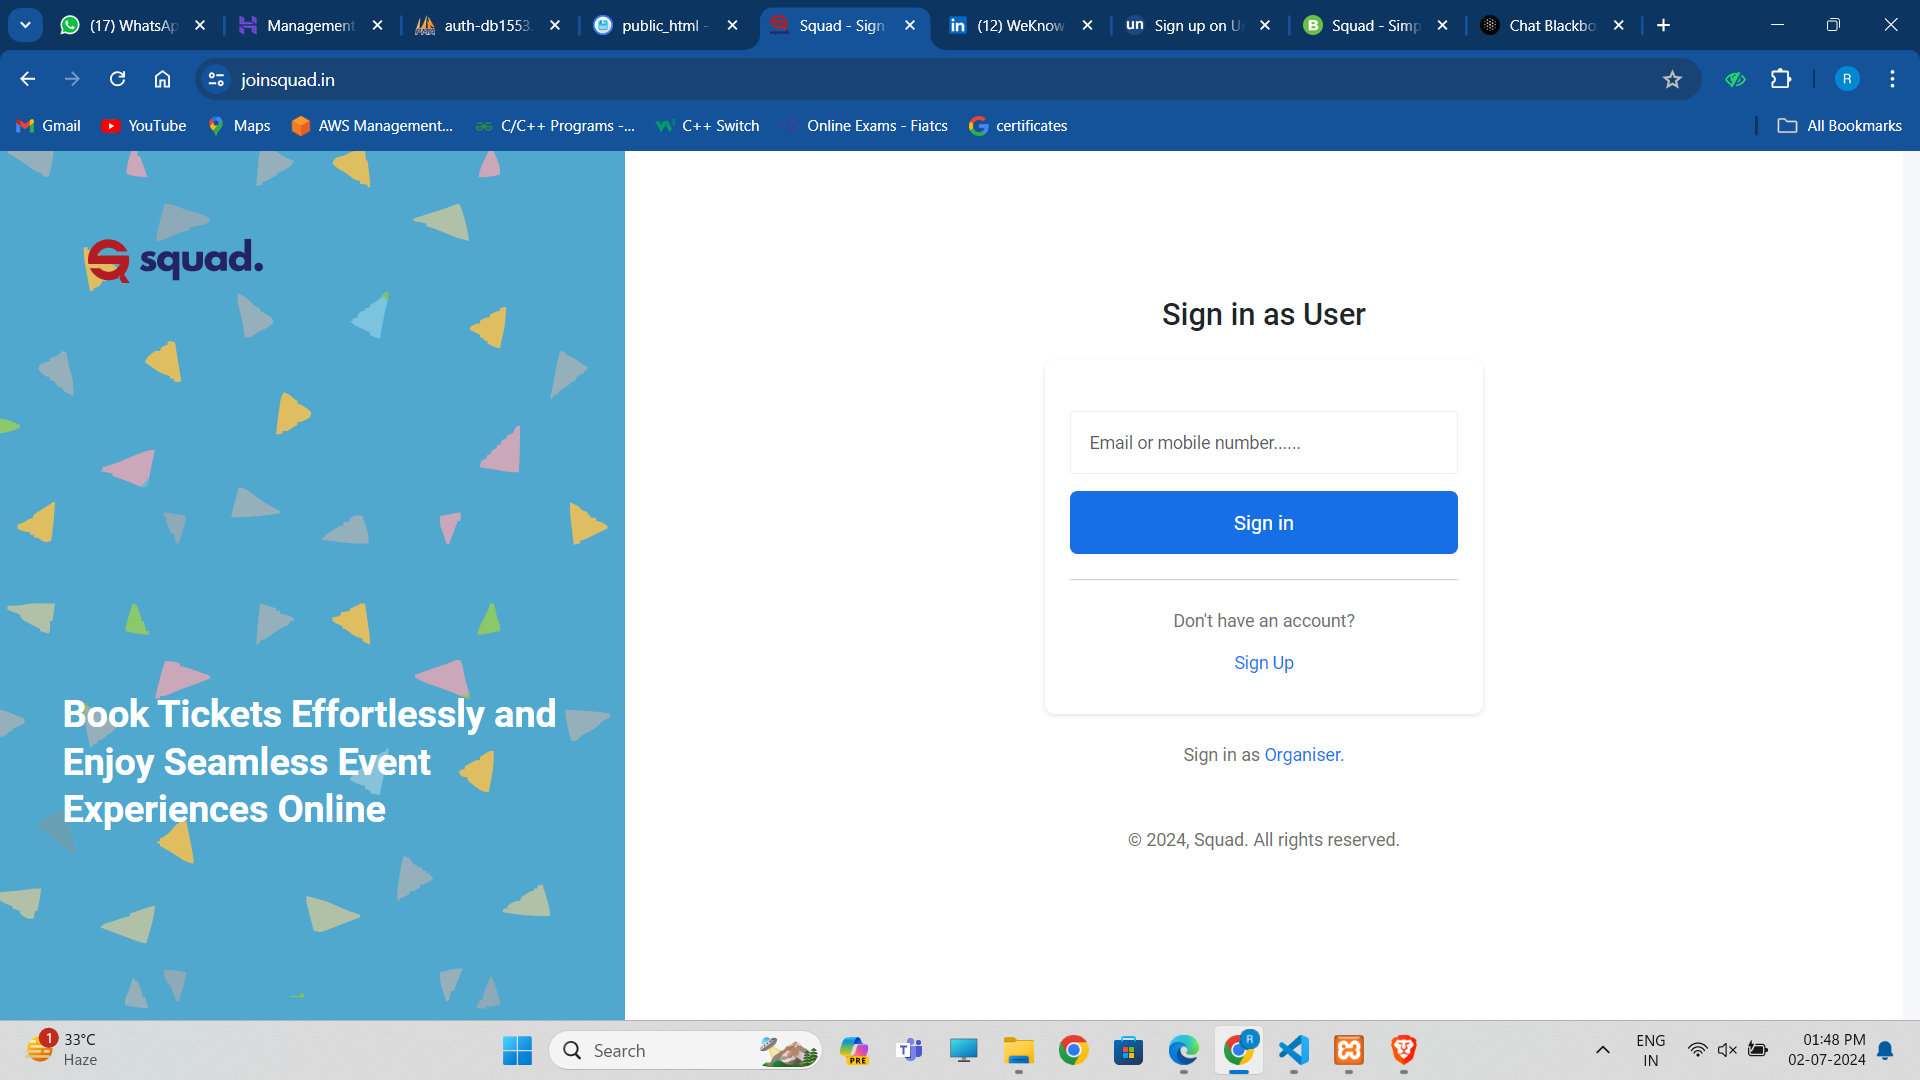 (17) WhatsAp
Management
auth-db1553.
public_html -
Squad - Sign
(12) WeKnow
un
Sign up on U
B
Squad - Simp
Chat Blackbo
joinsquad.in
R
Gmail
YouTube
Maps
AWS Management...
C/C++ Programs -...
C++ Switch
Online Exams - Fiatcs
certificates
All Bookmarks
squad.
Book Tickets Effortlessly and
Enjoy Seamless Event
Experiences Online
Sign in as User
Email or mobile number......
Sign in
Don't have an account?
Sign Up
Sign in as Organiser.
© 2024, Squad. All rights reserved.
1
33°C
Haze
Search
PRE
R
ENG
IN
01:48 PM
02-07-2024